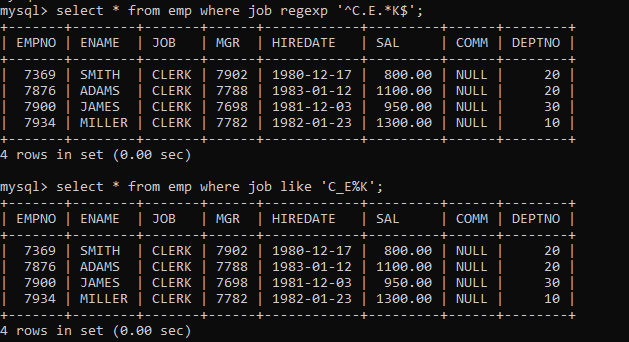 mysql> select * from emp where job regexp '^C.E.*K$';
+-------+--------+-------+------+------------+---------+------+--------+
| EMPNO | ENAME  | JOB   | MGR  | HIREDATE   | SAL     | COMM | DEPTNO |
+-------+--------+-------+------+------------+---------+------+--------+
|  7369 | SMITH  | CLERK | 7902 | 1980-12-17 |  800.00 | NULL |     20 |
|  7876 | ADAMS  | CLERK | 7788 | 1983-01-12 | 1100.00 | NULL |     20 |
|  7900 | JAMES  | CLERK | 7698 | 1981-12-03 |  950.00 | NULL |     30 |
|  7934 | MILLER | CLERK | 7782 | 1982-01-23 | 1300.00 | NULL |     10 |
+-------+--------+-------+------+------------+---------+------+--------+
4 rows in set (0.00 sec)
mysql> select * from emp where job like 'C_E%K';
+-------+--------+-------+------+------------+---------+------+--------+
| EMPNO | ENAME  | JOB   | MGR  | HIREDATE   | SAL     | COMM | DEPTNO |
+-------+--------+-------+------+------------+---------+------+--------+
|  7369 | SMITH  | CLERK | 7902 | 1980-12-17 |  800.00 | NULL |     20 |
|  7876 | ADAMS  | CLERK | 7788 | 1983-01-12 | 1100.00 | NULL |     20 |
|  7900 | JAMES  | CLERK | 7698 | 1981-12-03 |  950.00 | NULL |     30 |
|  7934 | MILLER | CLERK | 7782 | 1982-01-23 | 1300.00 | NULL |     10 |
+-------+--------+-------+------+------------+---------+------+--------+
4 rows in set (0.00 sec)